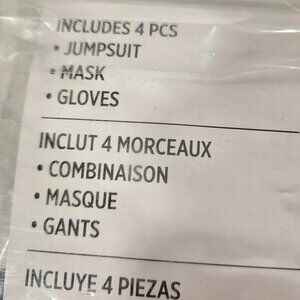 INCLUDES 4 PCS
• JUMPSUIT
• MASK
• GLOVES
INCLUT 4 MORCEAUX
• COMBINAISON
• MASQUE
• GANTS
INCLUYE 4 PIEZAS